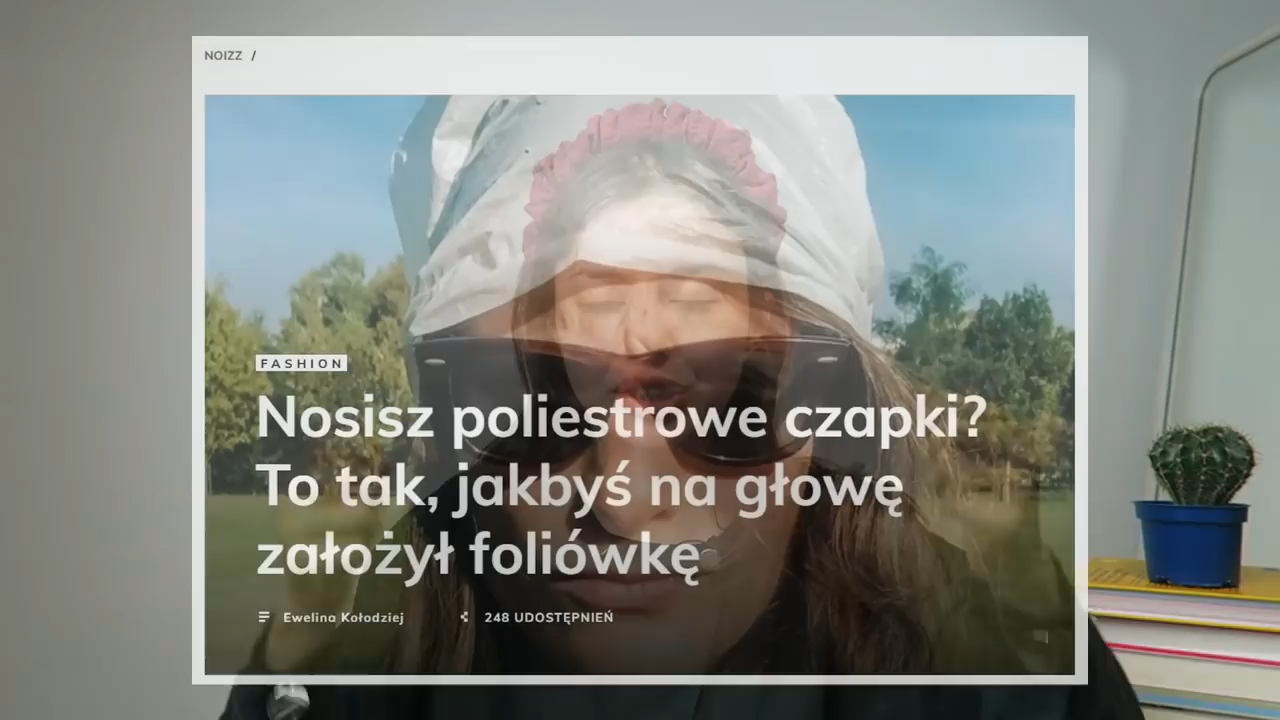 NOIZZ /
FASHION
Nosisz poliestrowe czapki?
To tak, jakbyś na głowę
założył foliówkę
Ewelina Kołodziej 248 UDOSTĘPNIEŃ